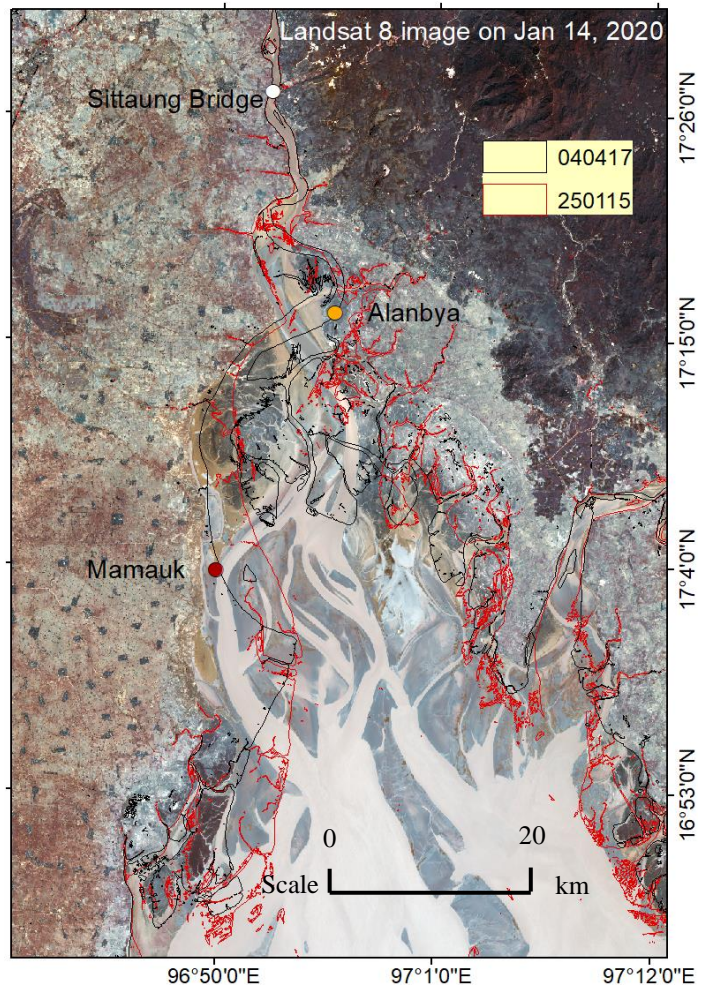 Landsat 8 image on Jan 14, 2020
Sittaung Bridge
040417
250115
Alanbya
Mamauk
0 20
Scale km
17°26'0"N
17°15'0"N
17°4'0"N
16°53'0"N
96°50'0"E 97°1'0"E 97°12'0"E